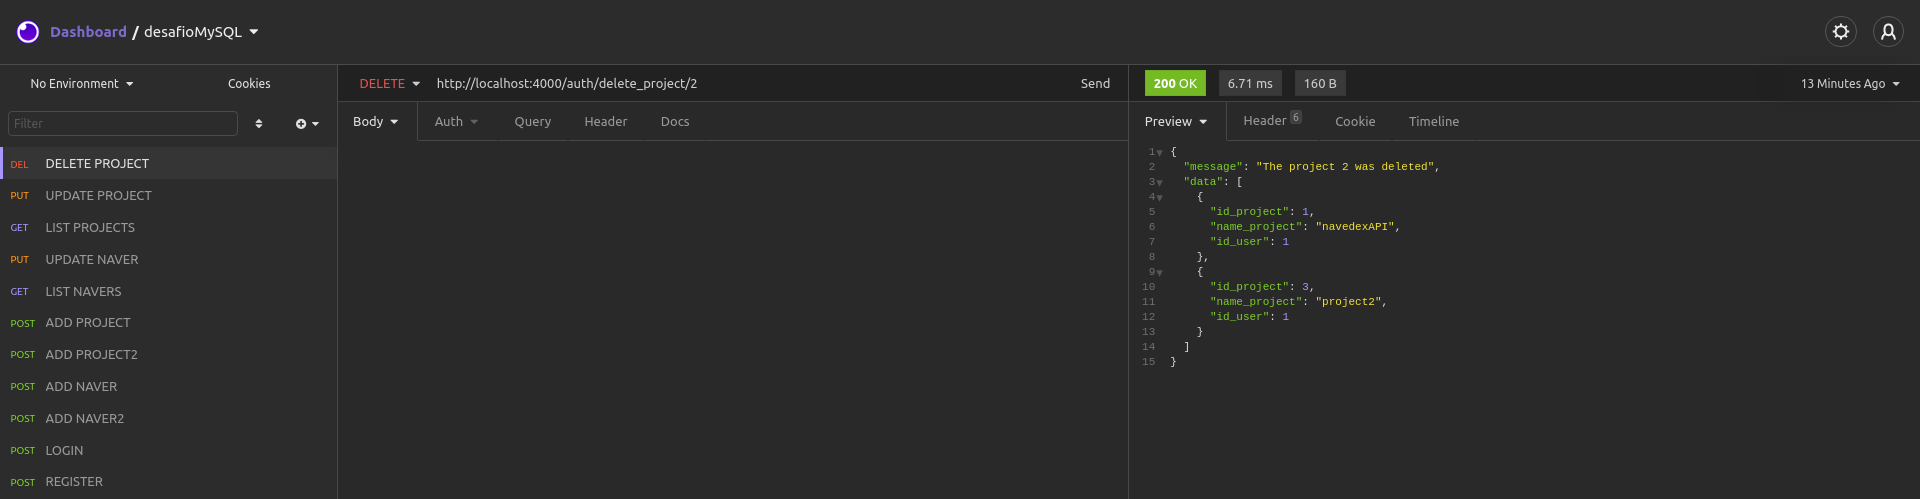 Dashboard / desafioMySQL
No Environment
Cookies
Filter
DEL DELETE PROJECT
PUT UPDATE PROJECT
GET LIST PROJECTS
PUT UPDATE NAVER
GET LIST NAVERS
POST ADD PROJECT
POST ADD PROJECT2
POST ADD NAVER
POST ADD NAVER2
POST LOGIN
POST REGISTER
DELETE http://localhost:4000/auth/delete_project/2 Send
Body Auth Query Header Docs
200 OK 6.71 ms 160 B 13 Minutes Ago
Preview Header 6 Cookie Timeline
1 {
2 "message": "The project 2 was deleted",
3 "data": [
4 {
5 "id_project": 1,
6 "name_project": "navedexAPI",
7 "id_user": 1
8 },
9 {
10 "id_project": 3,
11 "name_project": "project2",
12 "id_user": 1
13 }
14 ]
15 }